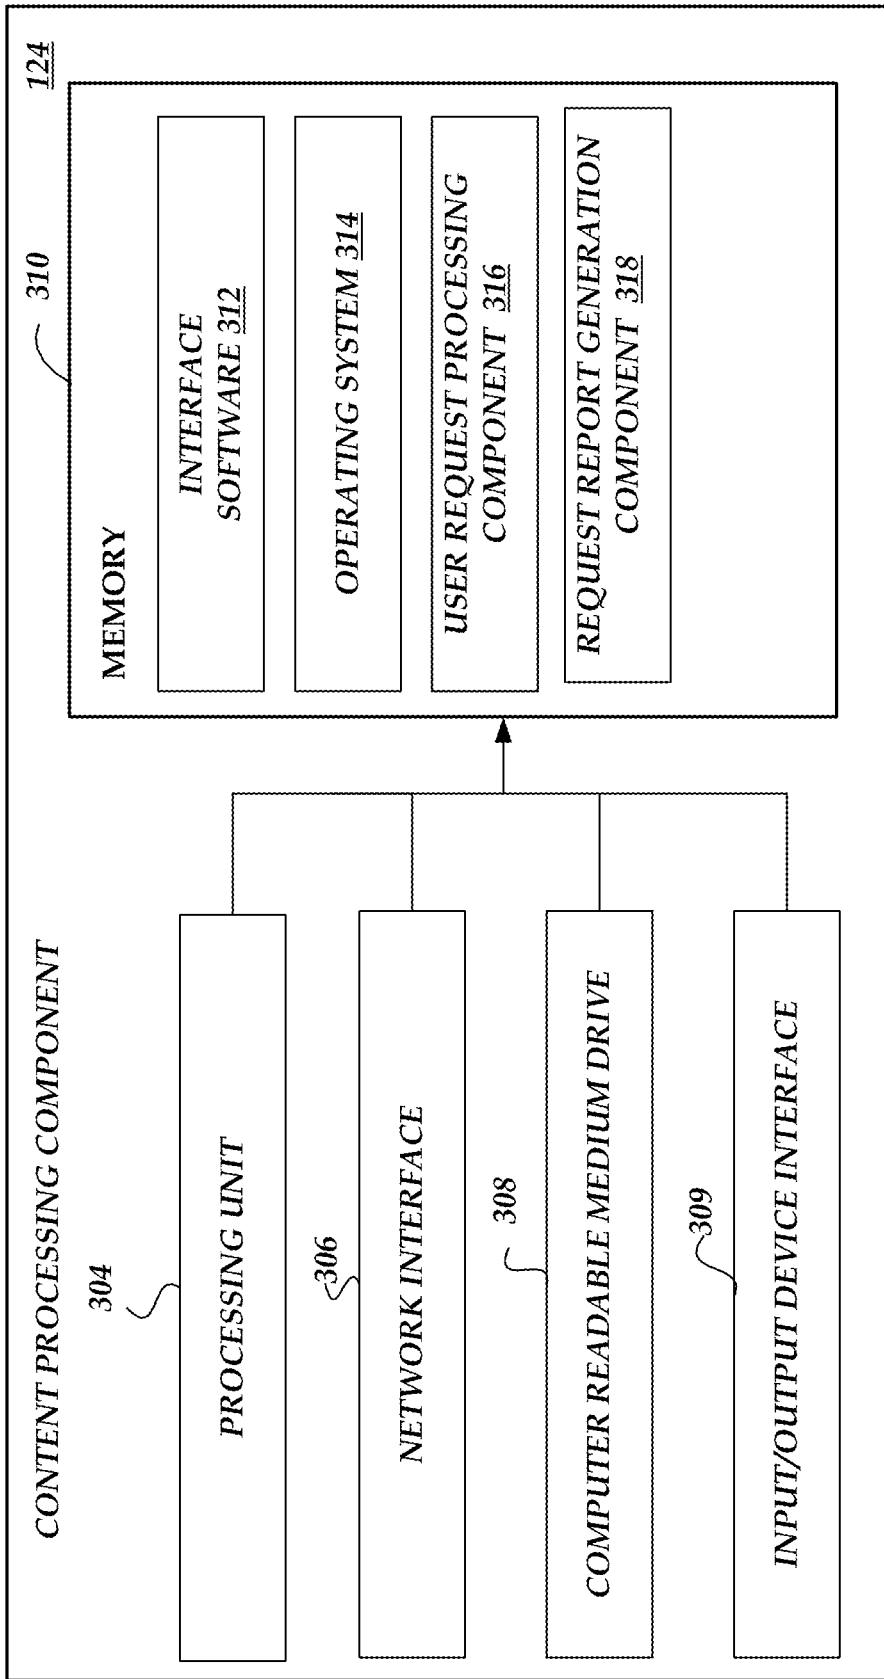 CONTENT PROCESSING COMPONENT
124
304
PROCESSING UNIT
306
NETWORK INTERFACE
308
COMPUTER READABLE MEDIUM DRIVE
309
INPUT/OUTPUT DEVICE INTERFACE
310
MEMORY
INTERFACE
SOFTWARE 312
OPERATING SYSTEM 314
USER REQUEST PROCESSING
COMPONENT 316
REQUEST REPORT GENERATION
COMPONENT 318